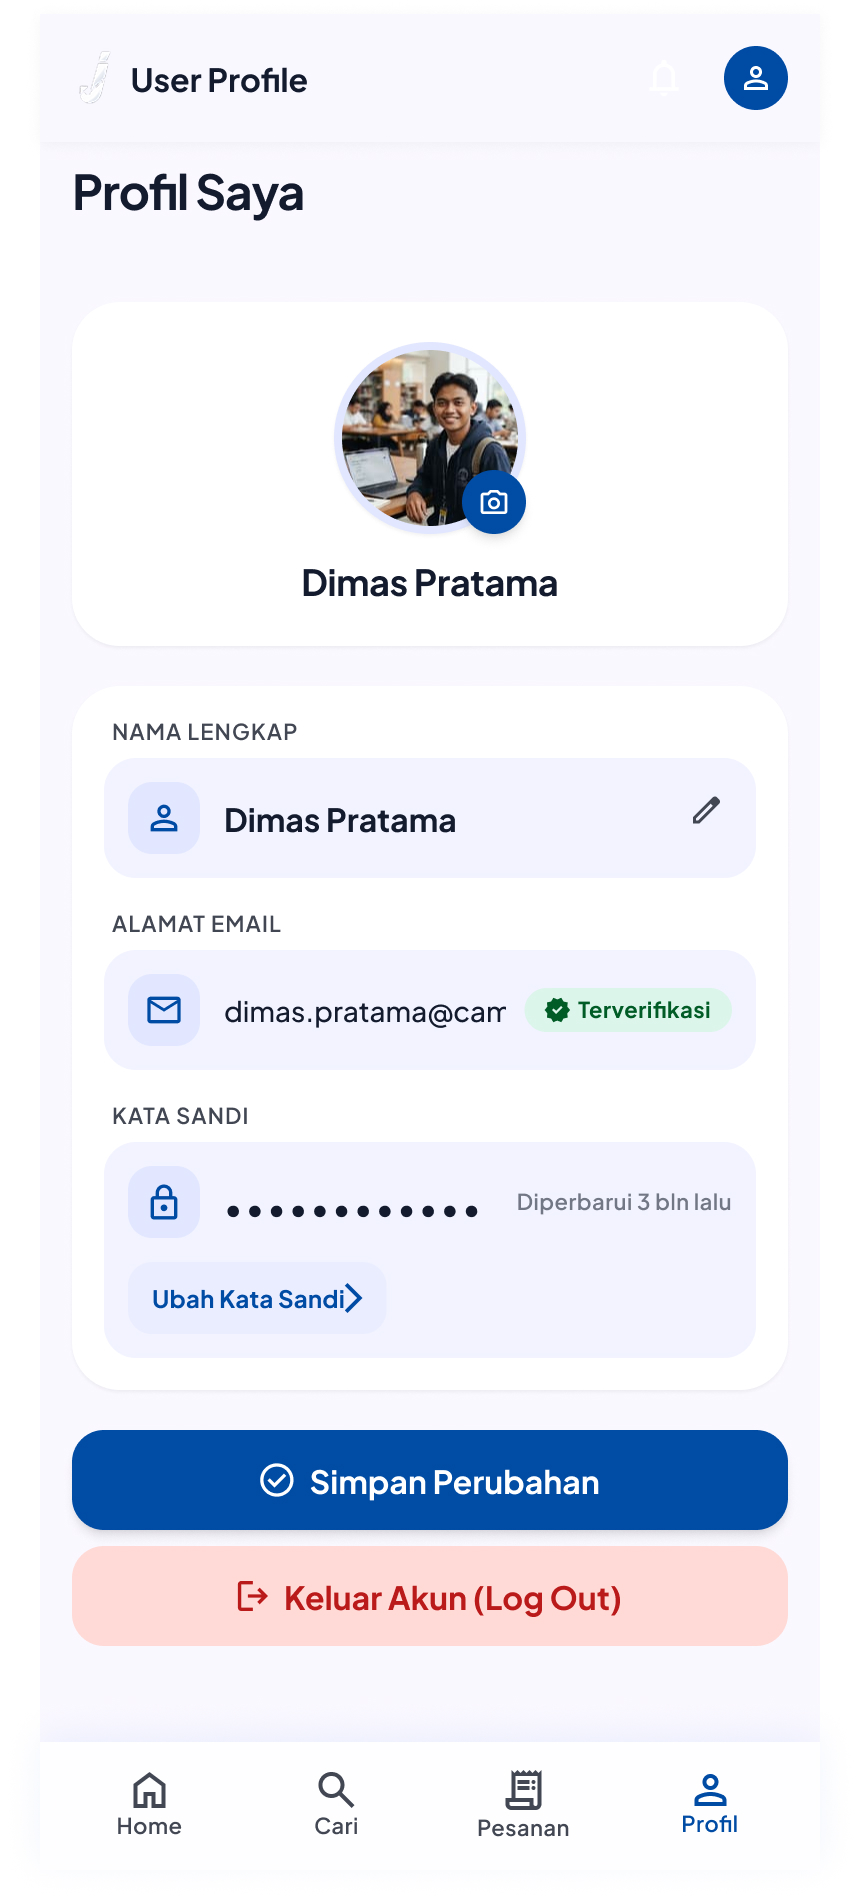 User Profile
Profil Saya
Dimas Pratama
NAMA LENGKAP
Dimas Pratama
ALAMAT EMAIL
dimas.pratama@cam
Terverifikasi
KATA SANDI
Diperbarui 3 bln lalu
Ubah Kata Sandi
Simpan Perubahan
Keluar Akun (Log Out)
Home
Cari
Pesanan
Profil